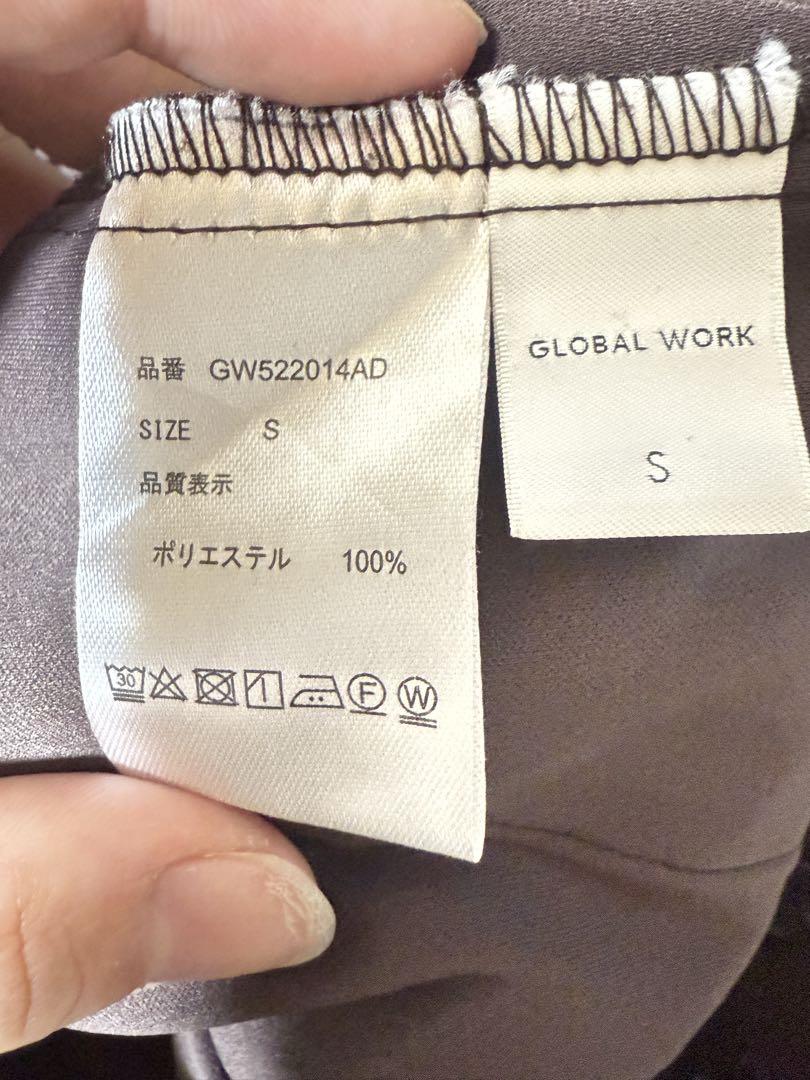 品番 GW522014AD
SIZE S
品質表示
ポリエステル 100%
30 F W
GLOBAL WORK
S